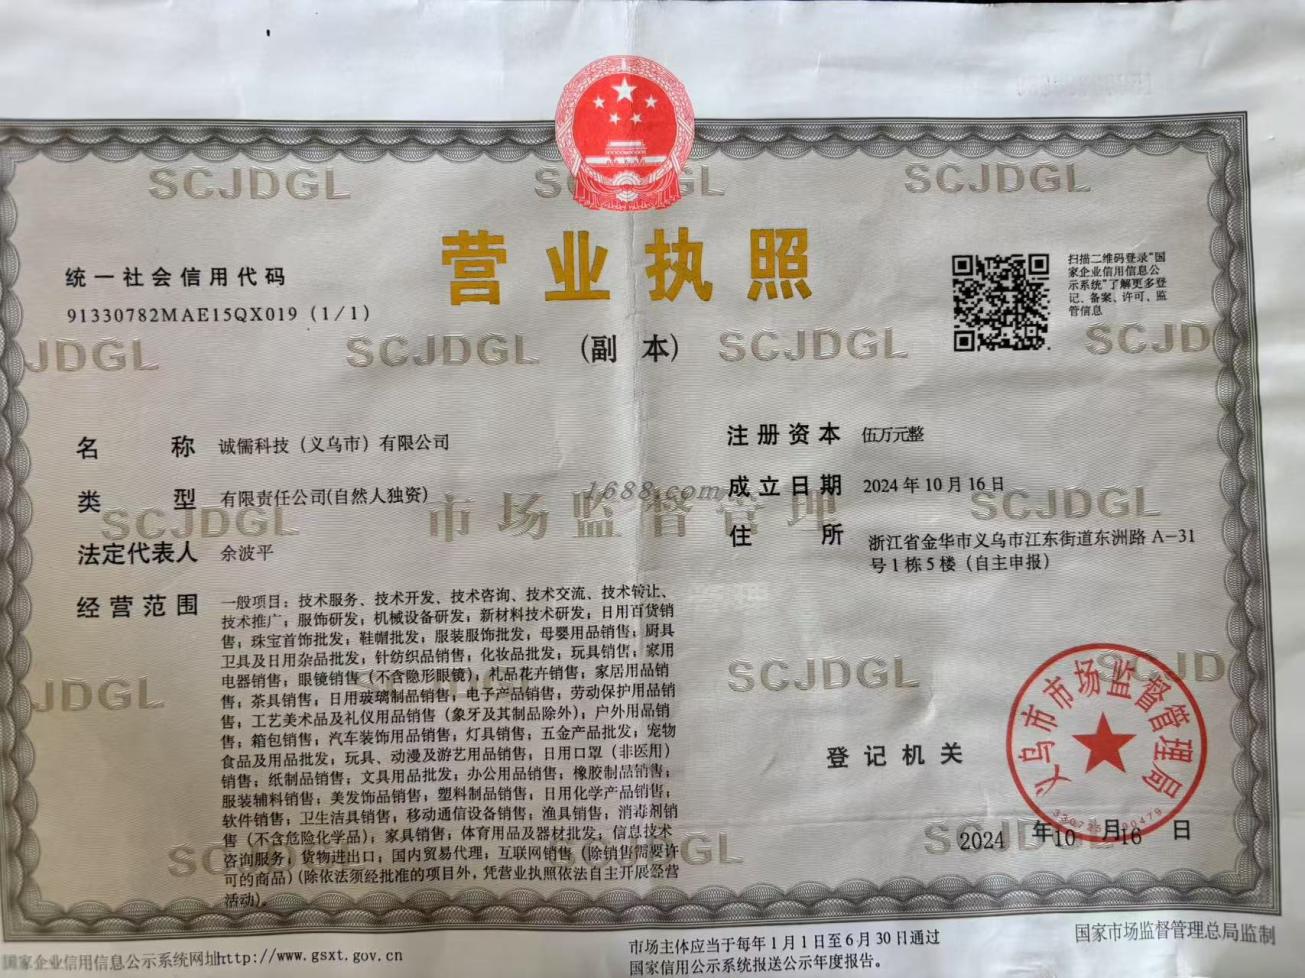 SCJDGL
SCJDGL
SCJDGL
营业执照
(副 本)
统一社会信用代码
91330782MAE15QX019 (1/1)
扫描二维码登录“国
家企业信用信息公
示系统”了解更多登
记、备案、许可、监
管信息
JDGL
SCJDGL
SCJDGL
SCJD
名 称 诚儒科技（义乌市）有限公司
类 型 有限责任公司(自然人独资)
法定代表人 余波平
经营范围 一般项目：技术服务、技术开发、技术咨询、技术交流、技术转让、
技术推广；服饰研发；机械设备研发；新材料技术研发；日用百货销
售；珠宝首饰批发；鞋帽批发；服装服饰批发；母婴用品销售；厨具
卫具及日用杂品批发；针纺织品销售；化妆品批发；玩具销售；家用
电器销售；眼镜销售（不含隐形眼镜）；礼品花卉销售；家居用品销
售；茶具销售；日用玻璃制品销售；电子产品销售；劳动保护用品销售
；工艺美术品及礼仪用品销售（象牙及其制品除外）；户外用品销
售；箱包销售；汽车装饰用品销售；灯具销售；五金产品批发；宠物
食品及用品批发；玩具、动漫及游艺用品销售；日用口罩（非医用）
销售；纸制品销售；文具用品批发；办公用品销售；橡胶制品销售；
服装辅料销售；美发饰品销售；塑料制品销售；日用化学产品销售；
软件销售；卫生洁具销售；移动通信设备销售；渔具销售；消毒剂销
售（不含危险化学品）；家具销售；体育用品及器材批发；信息技术
咨询服务；货物进出口；国内贸易代理；互联网销售（除销售需要许
可的商品）(除依法须经批准的项目外，凭营业执照依法自主开展经营
活动)。
注册资本 伍万元整
成立日期 2024年10月16日
住 所 浙江省金华市义乌市江东街道东洲路 A-31
号1栋5楼（自主申报）
1688.com
SCJDGL
市场监督管理
SCJDGL
JDGL
SCJDGL
SCJD
登记机关
义乌市市场监督管理局
2024 年10 月16 日
SC
GL
SCJDGL
国家企业信用信息公示系统网址http://www.gsxt.gov.cn
市场主体应当于每年1月1日至6月30日通过
国家信用公示系统报送公示年度报告。
国家市场监督管理总局监制